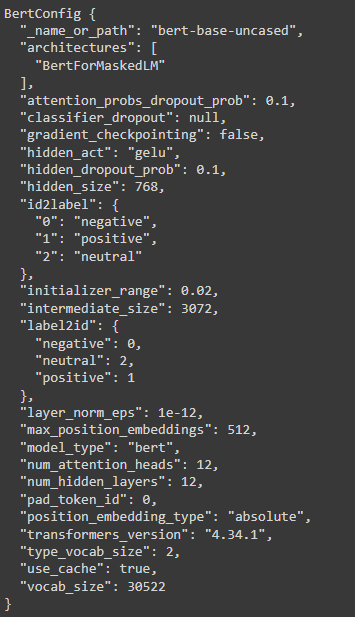 BertConfig {
  "_name_or_path": "bert-base-uncased",
  "architectures": [
    "BertForMaskedLM"
  ],
  "attention_probs_dropout_prob": 0.1,
  "classifier_dropout": null,
  "gradient_checkpointing": false,
  "hidden_act": "gelu",
  "hidden_dropout_prob": 0.1,
  "hidden_size": 768,
  "id2label": {
    "0": "negative",
    "1": "positive",
    "2": "neutral"
  },
  "initializer_range": 0.02,
  "intermediate_size": 3072,
  "label2id": {
    "negative": 0,
    "neutral": 2,
    "positive": 1
  },
  "layer_norm_eps": 1e-12,
  "max_position_embeddings": 512,
  "model_type": "bert",
  "num_attention_heads": 12,
  "num_hidden_layers": 12,
  "pad_token_id": 0,
  "position_embedding_type": "absolute",
  "transformers_version": "4.34.1",
  "type_vocab_size": 2,
  "use_cache": true,
  "vocab_size": 30522
}